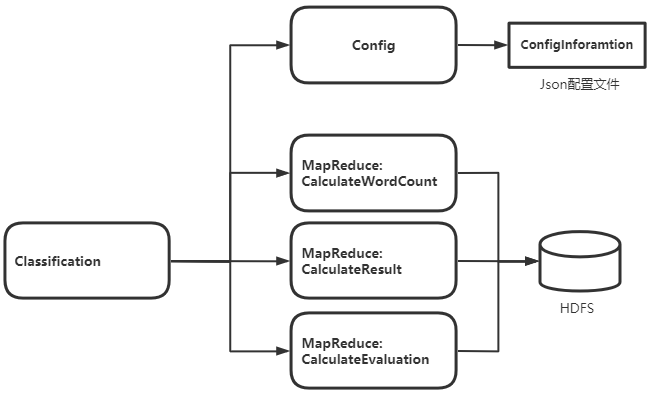 Config
ConfigInforamtion
Json配置文件
MapReduce:
CalculateWordCount
Classification
MapReduce:
CalculateResult
HDFS
MapReduce:
CalculateEvaluation